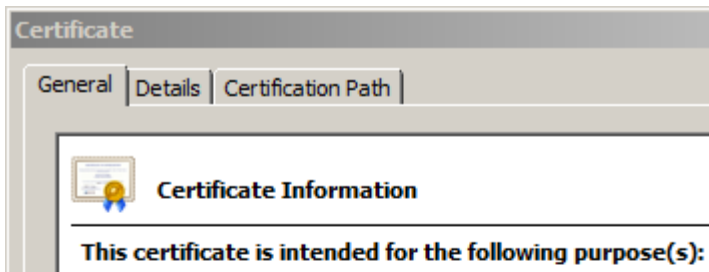 Certificate
General Details Certification Path
Certificate Information
This certificate is intended for the following purpose(s):